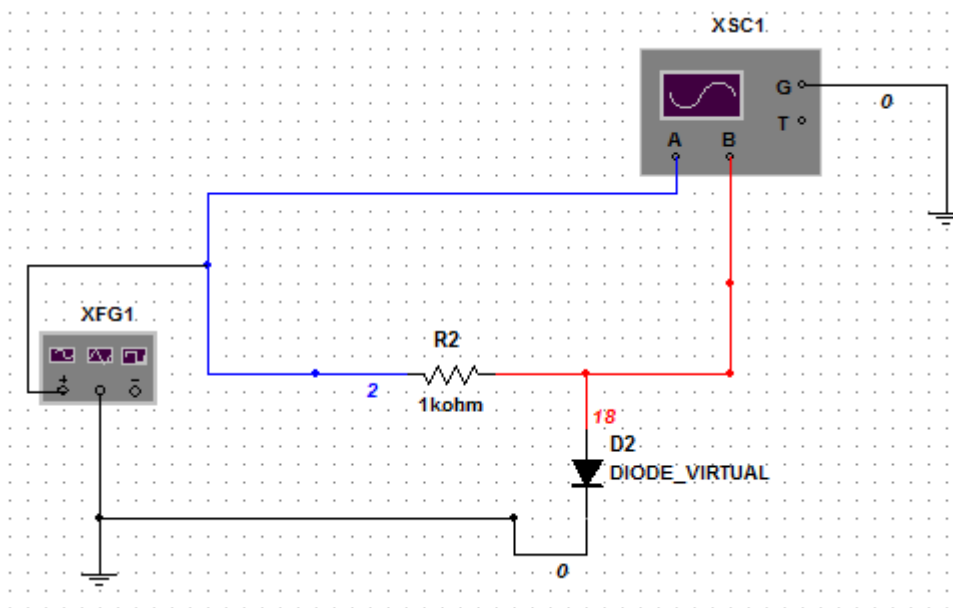 XSC1
G
0
T
A B
XFG1
R2
+
-
2
1kohm
18
D2
DIODE_VIRTUAL
0